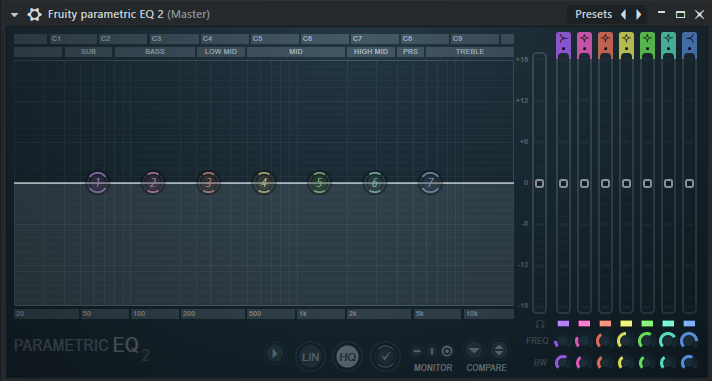 Fruity parametric EQ 2 (Master) Presets
C1 C2 C3 C4 C5 C6 C7 C8 C9
SUB BASS LOW MID MID HIGH MID PRS TREBLE
+18
+12
+6
1 2 3 4 5 6 7 0
-6
-12
-18
20 50 100 200 500 1k 2k 5k 10k
FREQ
PARAMETRIC EQ 2
LIN HQ
BW
MONITOR COMPARE